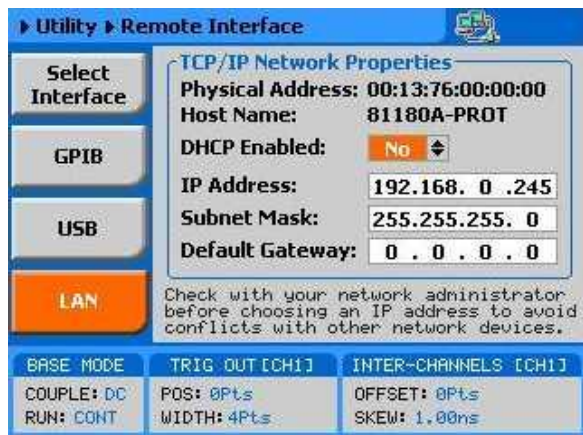 Utility Remote Interface
Select Interface
GPIB
USB
LAN
TCP/IP Network Properties
Physical Address: 00:13:76:00:00:00
Host Name: 81180A-PROT
DHCP Enabled: No
IP Address: 192.168. 0 .245
Subnet Mask: 255.255.255. 0
Default Gateway: 0 . 0 . 0 . 0
Check with your network administrator
before choosing an IP address to avoid
conflicts with other network devices.
BASE MODE
COUPLE: DC
RUN: CONT
TRIG OUT[CH1]
POS: 0Pts
WIDTH: 4Pts
INTER-CHANNELS [CH1]
OFFSET: 0Pts
SKEW: 1.00ns